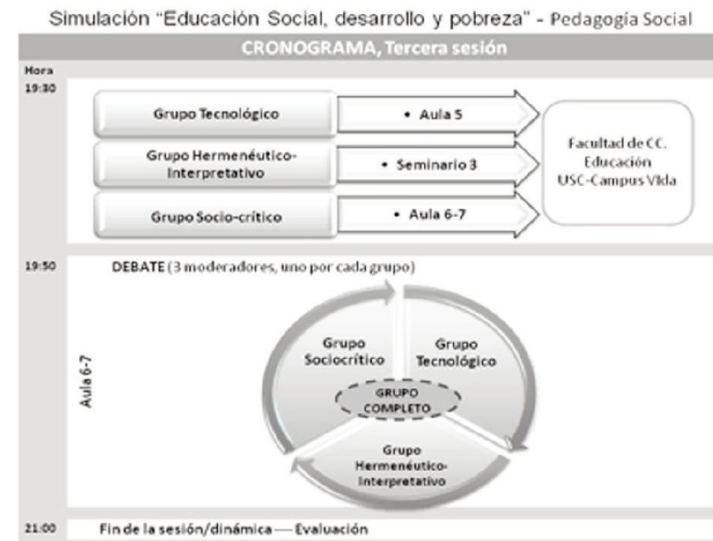 Simulación “Educación Social, desarrollo y pobreza” - Pedagogía Social
CRONOGRAMA, Tercera sesión
Hora
19:30
Grupo Tecnológico
• Aula 5
Grupo Hermenéutico-
Interpretativo
• Seminario 3
Grupo Socio-crítico
• Aula 6-7
Facultad de CC.
Educación
USC-Campus Vida
19:50
DEBATE (3 moderadores, uno por cada grupo)
Aula 6-7
Grupo
Sociocrítico
Grupo
Tecnológico
GRUPO
COMPLETO
Grupo
Hermenéutico-
Interpretativo
21:00
Fin de la sesión/dinámica — Evaluación